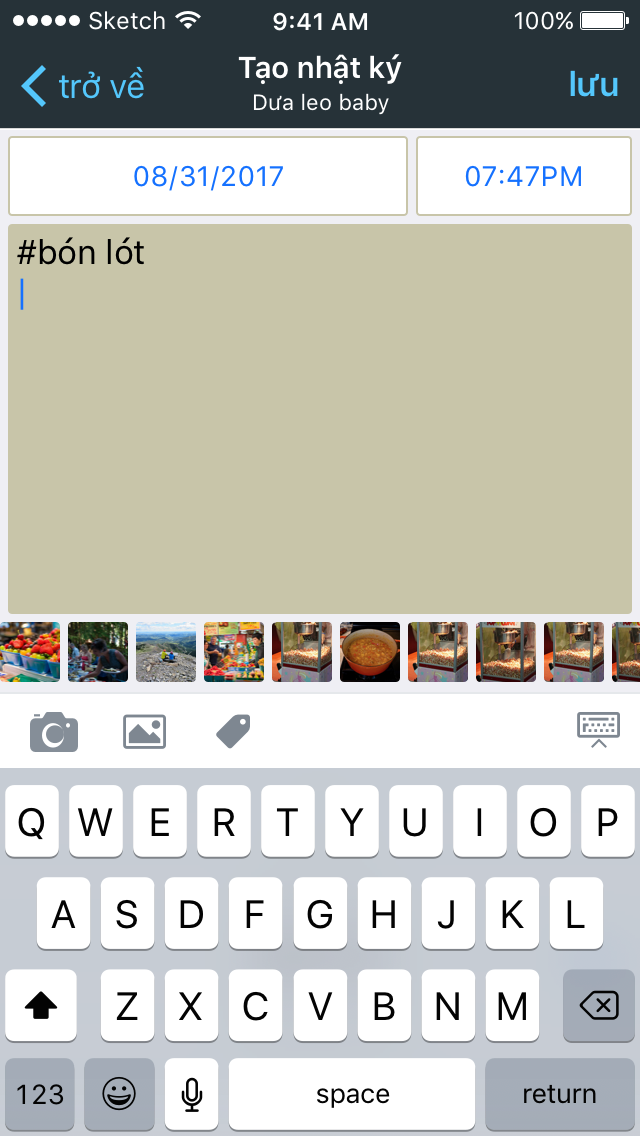 Sketch 9:41 AM 100%
trở về Tạo nhật ký lưu
Dưa leo baby
08/31/2017 07:47PM
#bón lót
Q W E R T Y U I O P
A S D F G H J K L
Z X C V B N M
123 space return